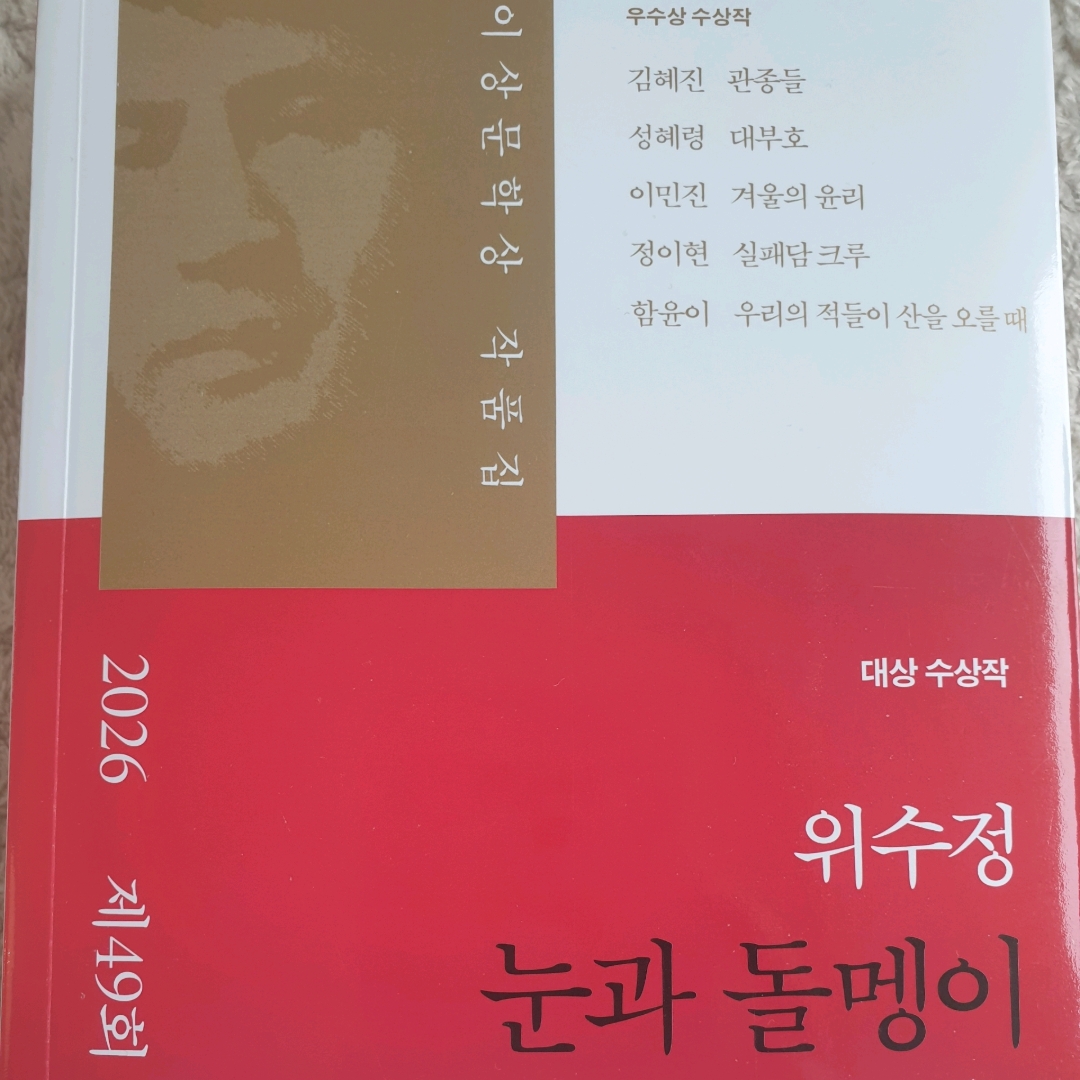 이상문학상 작품집
우수상 수상작
김혜진 관종들
성혜령 대부호
이민진 겨울의 윤리
정이현 실패담 크루
함윤이 우리의 적들이 산을 오를 때
2026 제49회
대상 수상작
위수정
눈과 돌멩이